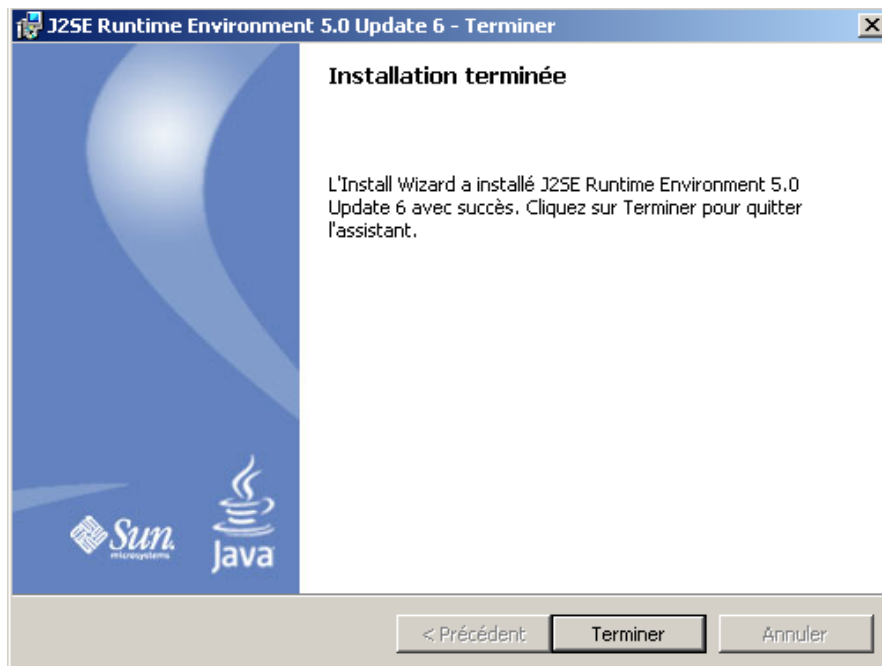 J2SE Runtime Environment 5.0 Update 6 - Terminer
Installation terminée
L'Install Wizard a installé J2SE Runtime Environment 5.0
Update 6 avec succès. Cliquez sur Terminer pour quitter
l'assistant.
Sun
microsystems
Java
< Précédent
Terminer
Annuler